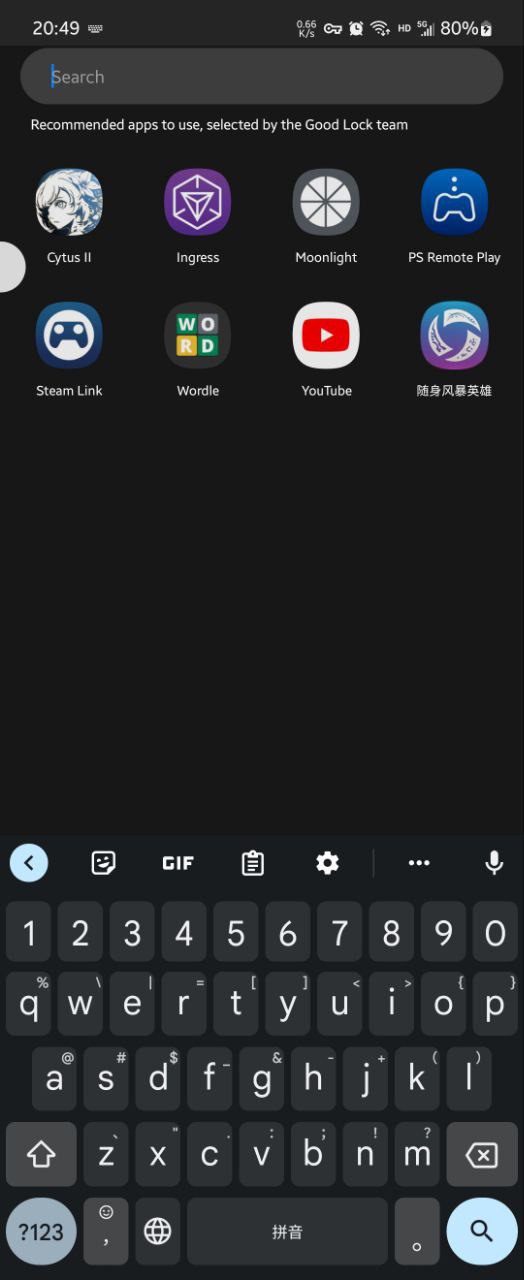 20:49
0.66
K/s
HD 5G 80%
Search
Recommended apps to use, selected by the Good Lock team
Cytus II Ingress Moonlight PS Remote Play
W O
R D
Steam Link Wordle YouTube 随身风暴英雄
GIF
1 2 3 4 5 6 7 8 9 0
% \ | = [ ] < > { }
q w e r t y u i o p
@ # $ _ & - + ( )
a s d f g h j k l
、 " . : ; ! ?
z x c v b n m
?123 , 拼音 。